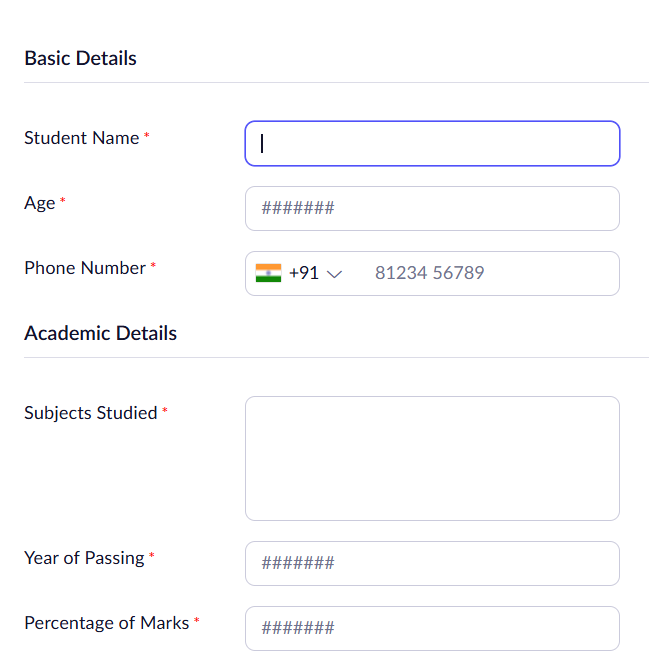 Basic Details
Student Name *
Age *
#######
Phone Number *
+91 81234 56789
Academic Details
Subjects Studied *
Year of Passing *
#######
Percentage of Marks *
#######